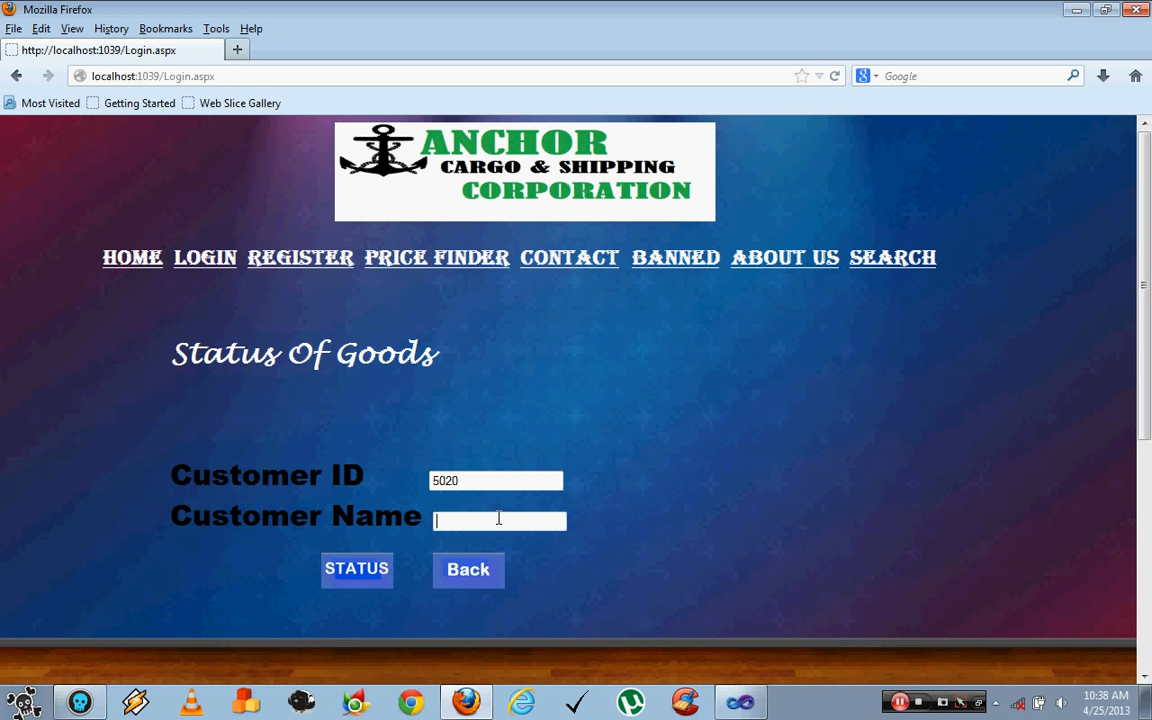 Mozilla Firefox
File Edit View History Bookmarks Tools Help
http://localhost:1039/Login.aspx
localhost:1039/Login.aspx
Google
Most Visited Getting Started Web Slice Gallery
ANCHOR
CARGO & SHIPPING
CORPORATION
HOME LOGIN REGISTER PRICE FINDER CONTACT BANNED ABOUT US SEARCH
Status Of Goods
Customer ID 5020
Customer Name
STATUS Back
10:38 AM
4/25/2013